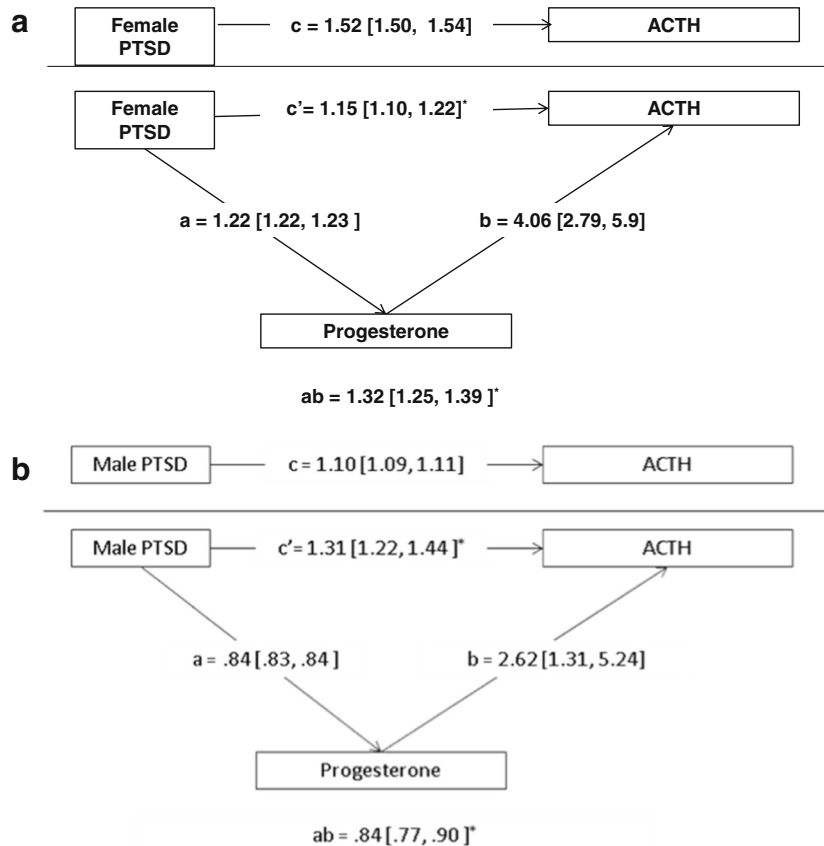 a
Female PTSD
c = 1.52 [1.50, 1.54]
ACTH
Female PTSD
c’= 1.15 [1.10, 1.22]*
ACTH
a = 1.22 [1.22, 1.23 ]
b = 4.06 [2.79, 5.9]
Progesterone
ab = 1.32 [1.25, 1.39 ]*
b
Male PTSD
c = 1.10 [1.09, 1.11]
ACTH
Male PTSD
c’= 1.31 [1.22, 1.44 ]*
ACTH
a = .84 [.83, .84 ]
b = 2.62 [1.31, 5.24]
Progesterone
ab = .84 [.77, .90 ]*